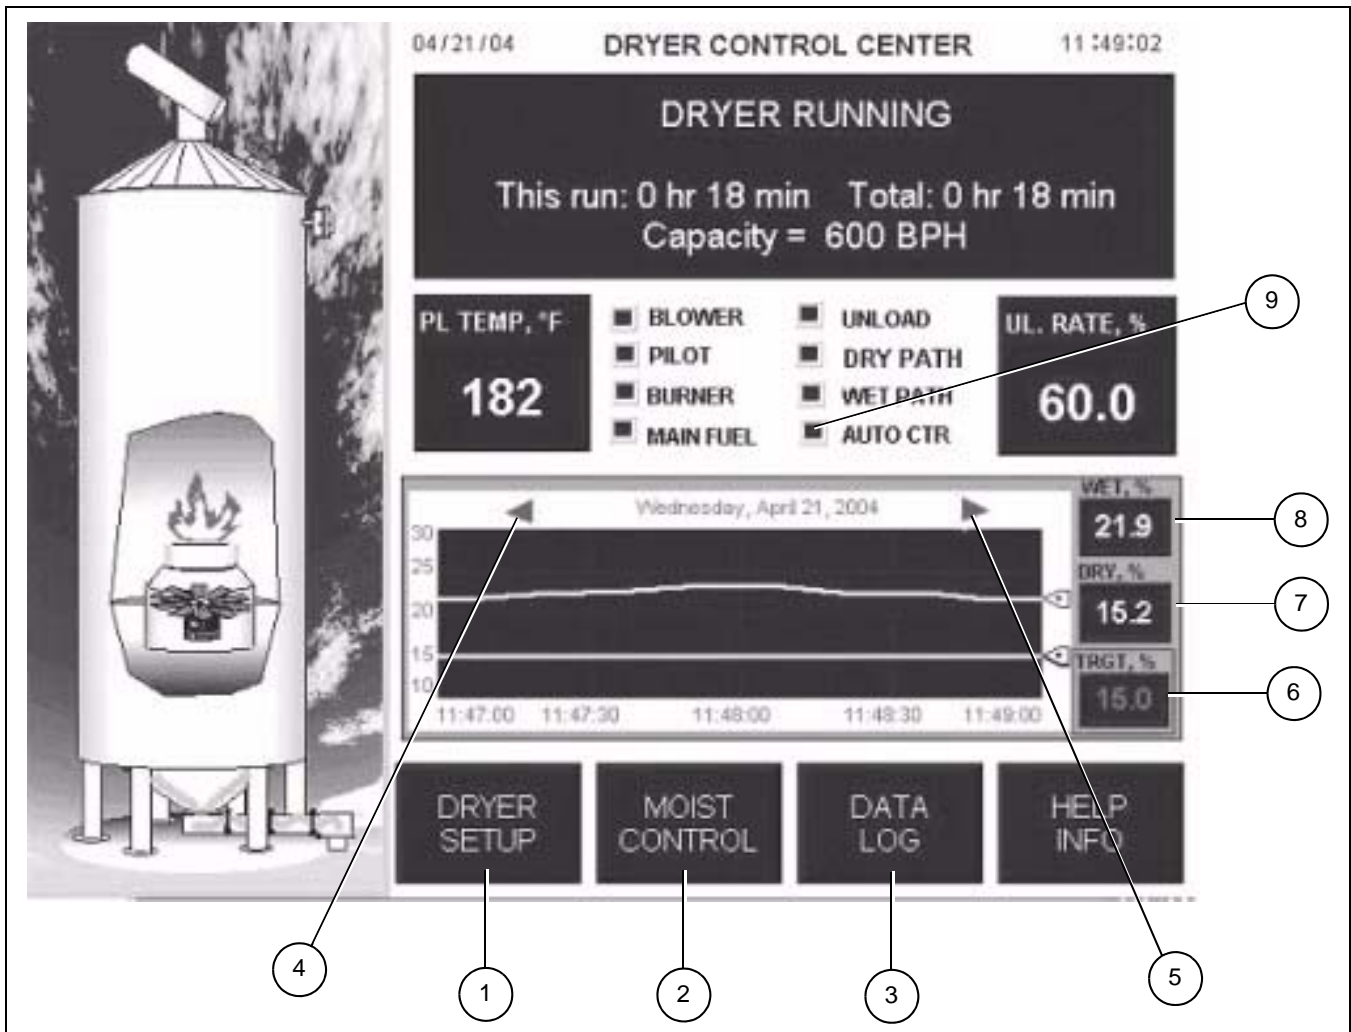 04/21/04 DRYER CONTROL CENTER 11:49:02
DRYER RUNNING
This run: 0 hr 18 min Total: 0 hr 18 min
Capacity = 600 BPH
PL TEMP, °F
182
BLOWER
PILOT
BURNER
MAIN FUEL
UNLOAD
DRY PATH
WET PATH
AUTO CTR
UL. RATE, %
60.0
9
Wednesday, April 21, 2004
30
25
20
15
10
11:47:00 11:47:30 11:48:00 11:48:30 11:49:00
WET, %
21.9
8
DRY, %
15.2
7
TRGT, %
15.0
6
DRYER
SETUP
MOIST
CONTROL
DATA
LOG
HELP
INFO
4
1
2
3
5